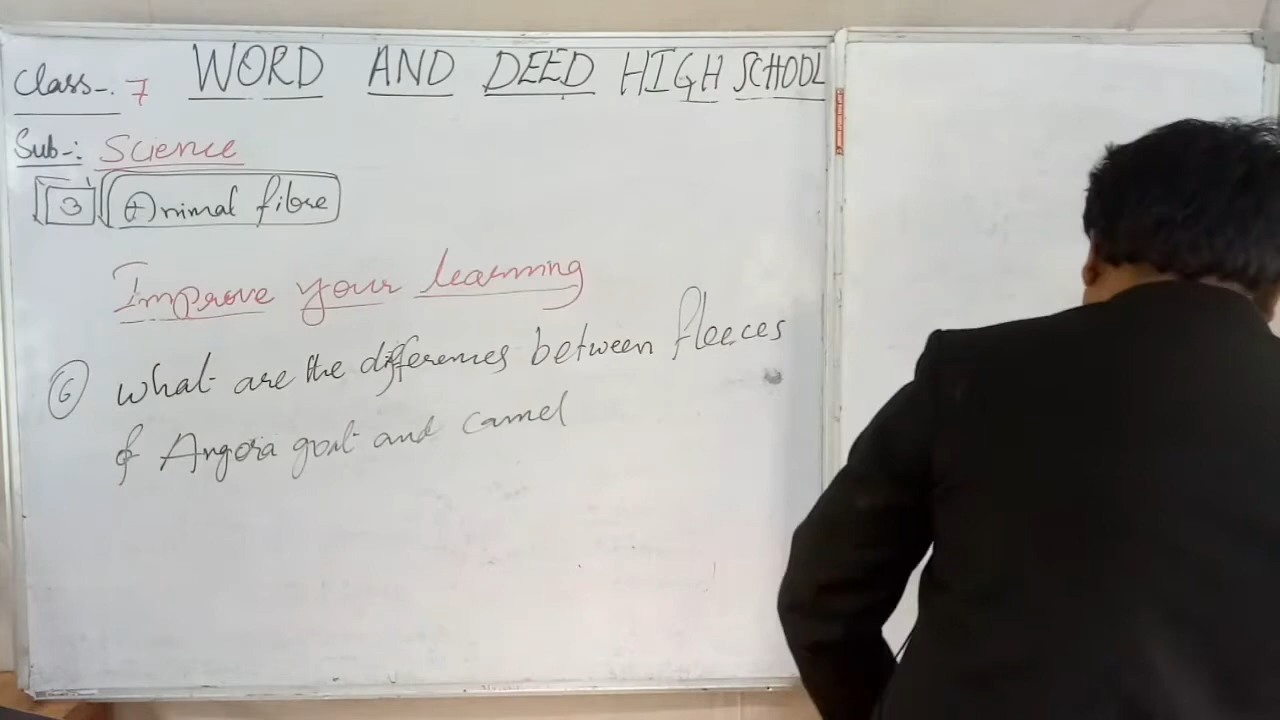 Class-: 7 WORD AND DEED HIGH SCHOOL
Sub-: Science
3 Animal fibre
Improve your learning
6 What are the differences between fleeces
of Angora goat and camel